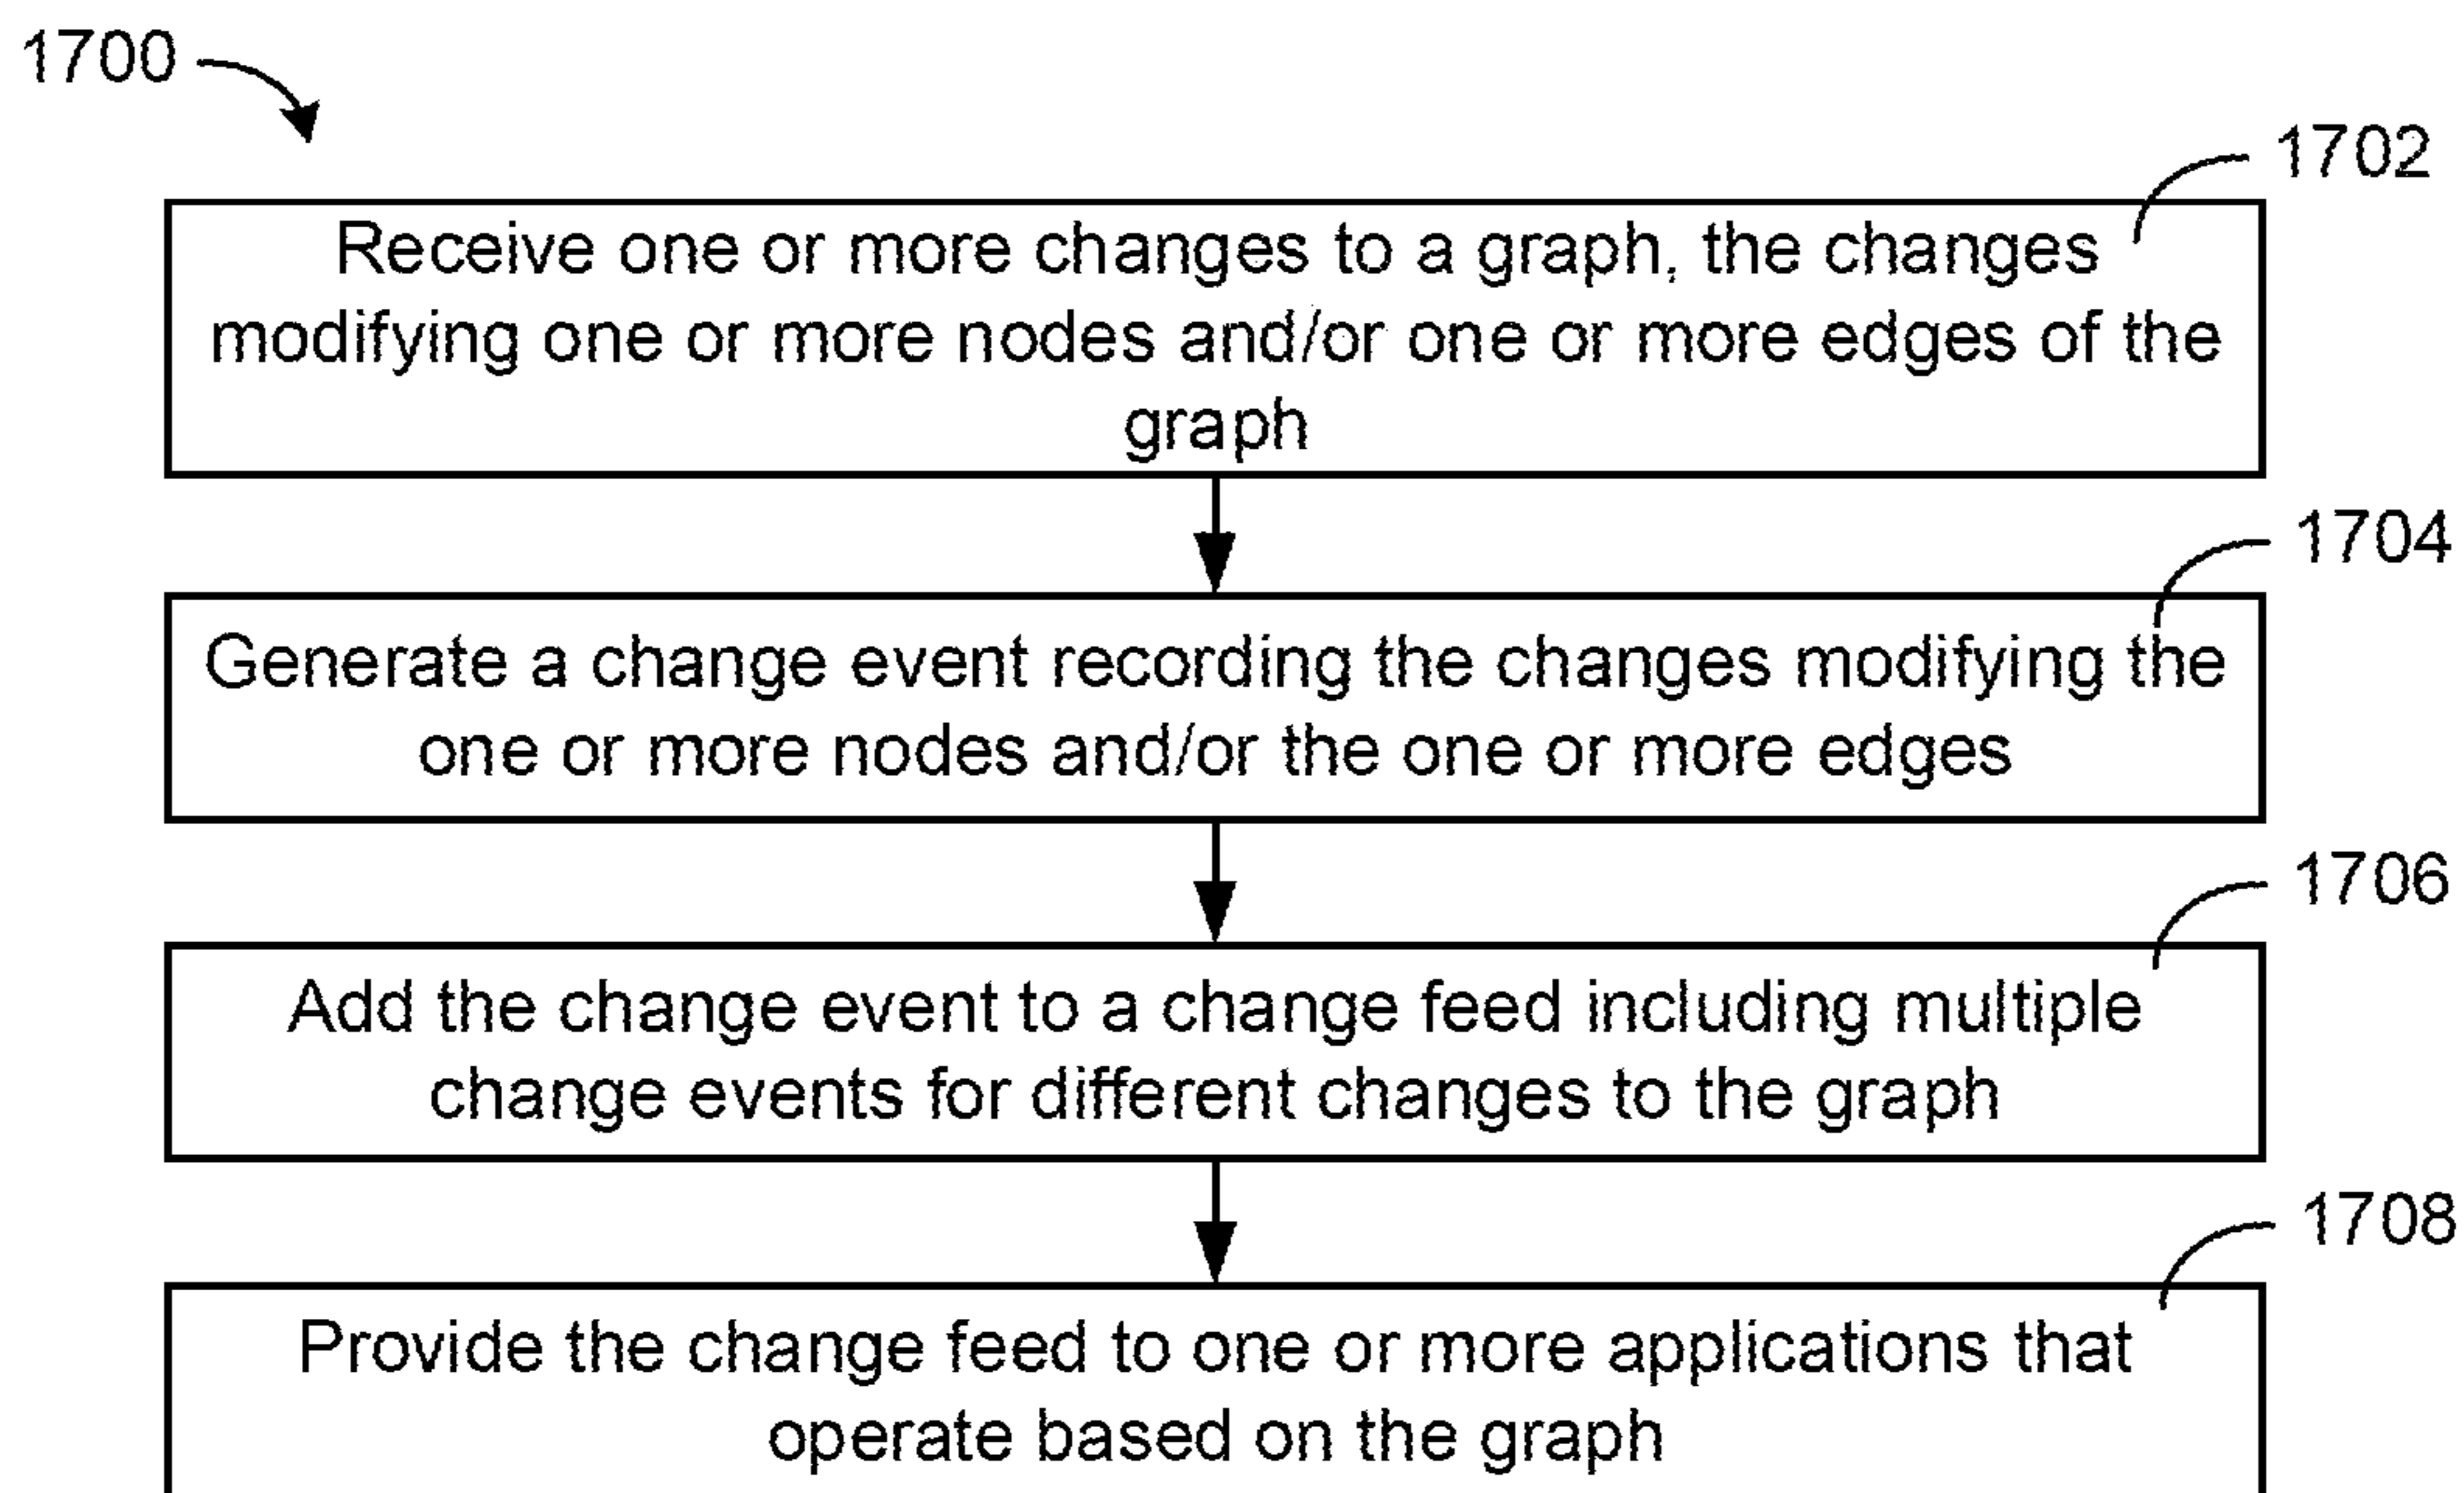 1700
1702
Receive one or more changes to a graph, the changes
modifying one or more nodes and/or one or more edges of the
graph
1704
Generate a change event recording the changes modifying the
one or more nodes and/or the one or more edges
1706
Add the change event to a change feed including multiple
change events for different changes to the graph
1708
Provide the change feed to one or more applications that
operate based on the graph